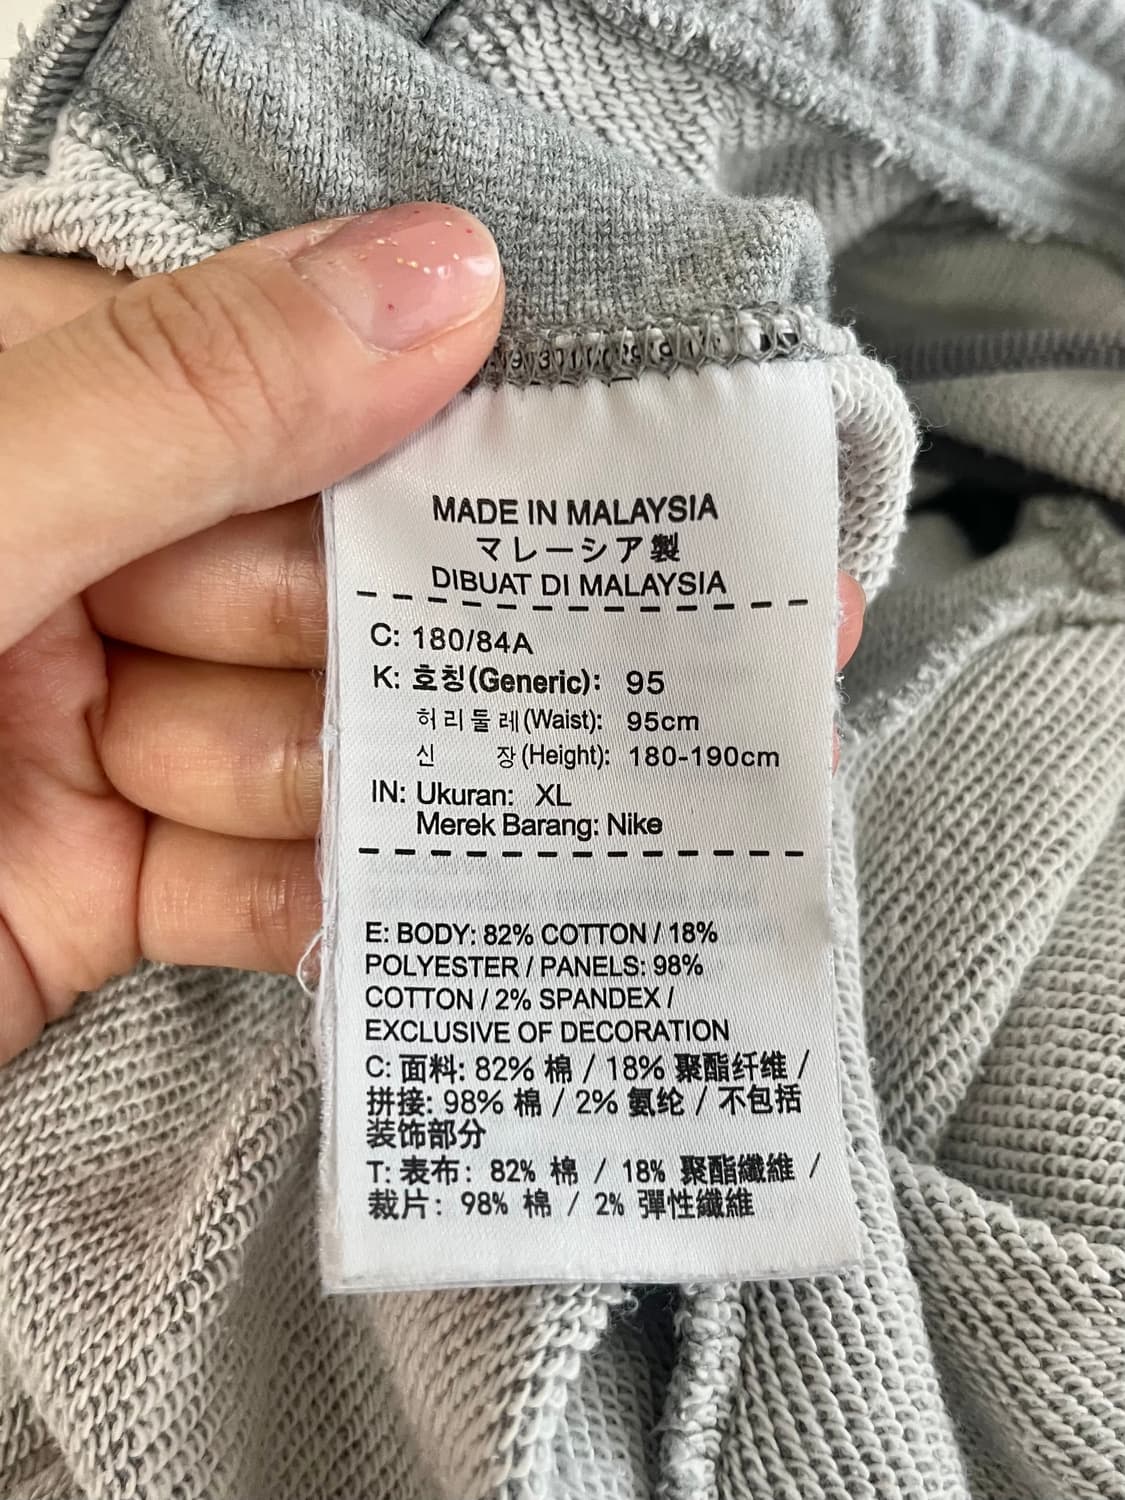 MADE IN MALAYSIA
マレーシア製
DIBUAT DI MALAYSIA
C: 180/84A
K: 호칭(Generic): 95
허리둘레(Waist): 95cm
신 장(Height): 180-190cm
IN: Ukuran: XL
Merek Barang: Nike
E: BODY: 82% COTTON / 18%
POLYESTER / PANELS: 98%
COTTON / 2% SPANDEX /
EXCLUSIVE OF DECORATION
C: 面料: 82% 棉 / 18% 聚酯纤维 /
拼接: 98% 棉 / 2% 氨纶 / 不包括
装饰部分
T: 表布: 82% 棉 / 18% 聚酯纖維 /
裁片: 98% 棉 / 2% 彈性纖維